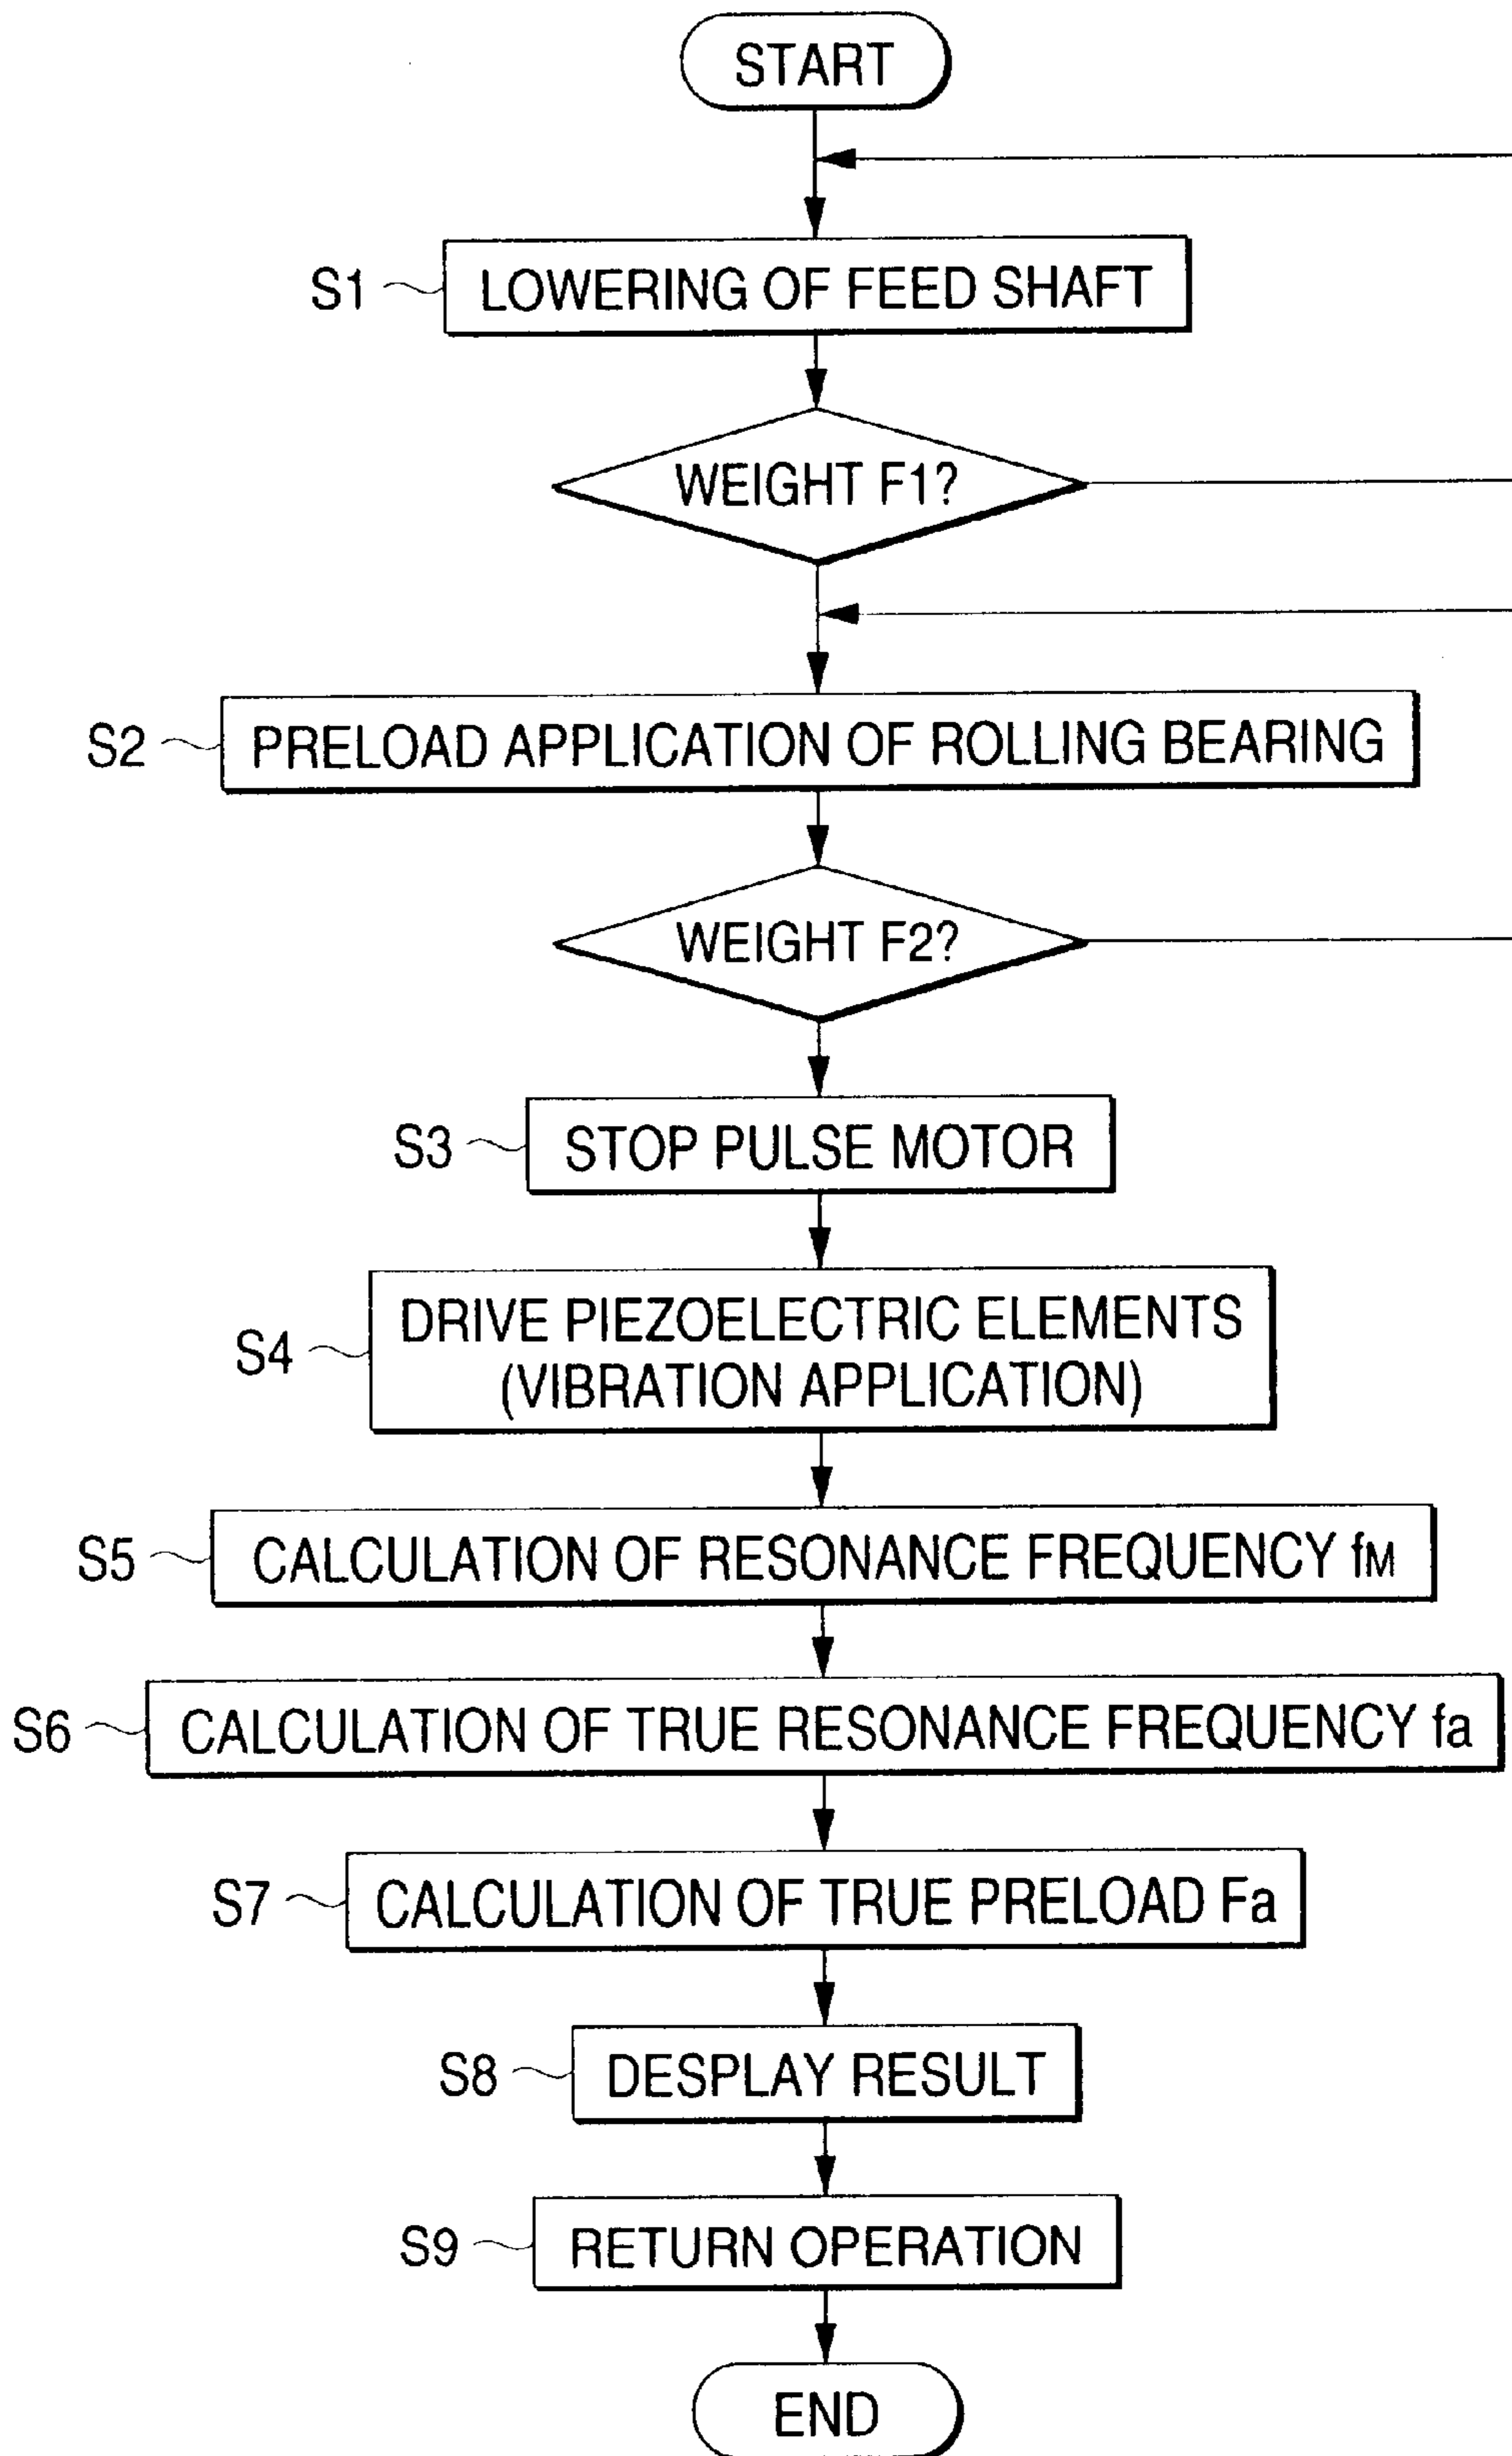 START
S1 LOWERING OF FEED SHAFT
WEIGHT F1?
S2 PRELOAD APPLICATION OF ROLLING BEARING
WEIGHT F2?
S3 STOP PULSE MOTOR
S4 DRIVE PIEZOELECTRIC ELEMENTS
(VIBRATION APPLICATION)
S5 CALCULATION OF RESONANCE FREQUENCY fM
S6 CALCULATION OF TRUE RESONANCE FREQUENCY fa
S7 CALCULATION OF TRUE PRELOAD Fa
S8 DESPLAY RESULT
S9 RETURN OPERATION
END